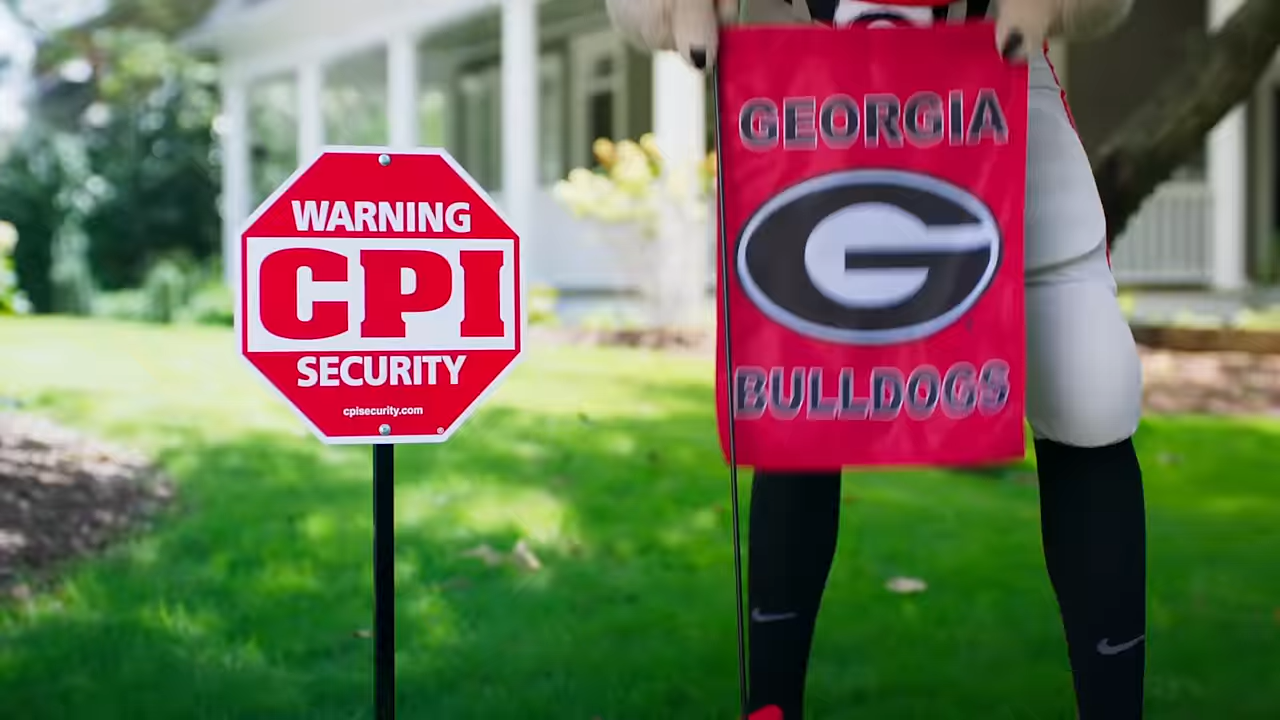 WARNING
CPI
SECURITY
cpisecurity.com
®
GEORGIA
G
BULLDOGS